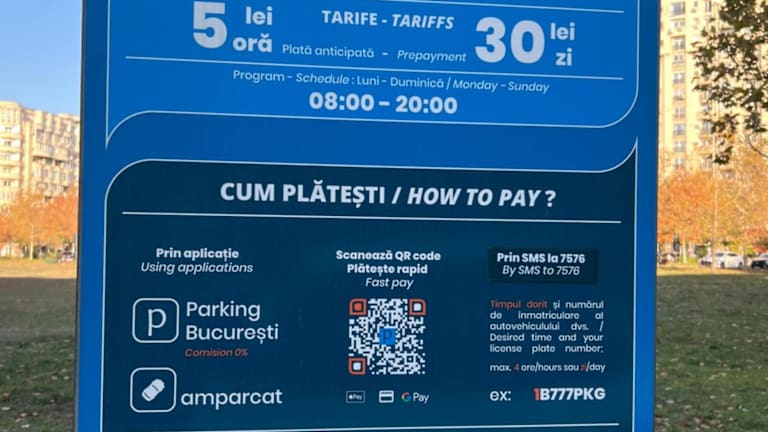 5 lei oră
TARIFE - TARIFFS
Plată anticipată - Prepayment
30 lei zi
Program - Schedule : Luni - Duminică / Monday - Sunday
08:00 – 20:00
CUM PLĂTEȘTI / HOW TO PAY ?
Prin aplicație
Using applications
p Parking
București
Comision 0%
amparcat
Scanează QR code
Plătește rapid
Fast pay
p
Pay
G Pay
Prin SMS la 7576
By SMS to 7576
Timpul dorit și numărul
de înmatriculare al
autovehiculului dvs. /
Desired time and your
license plate number;
max. 4 ore/hours sau zi/day
ex: 1B777PKG